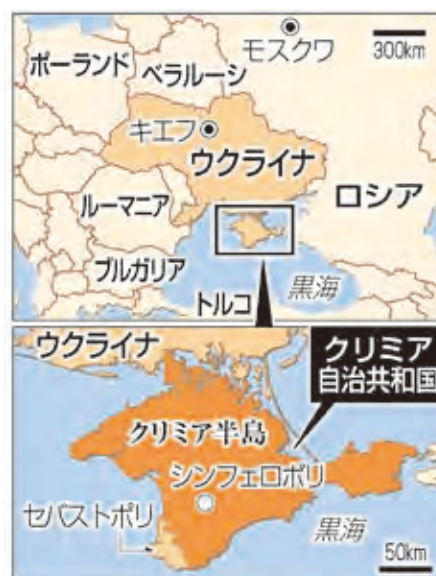 モスクワ
300km
ポーランド
ベラルーシ
キエフ
ウクライナ
ルーマニア
ロシア
ブルガリア
黒海
トルコ
ウクライナ
クリミア
自治共和国
クリミア半島
シンフェロポリ
セバストポリ
黒海
50km